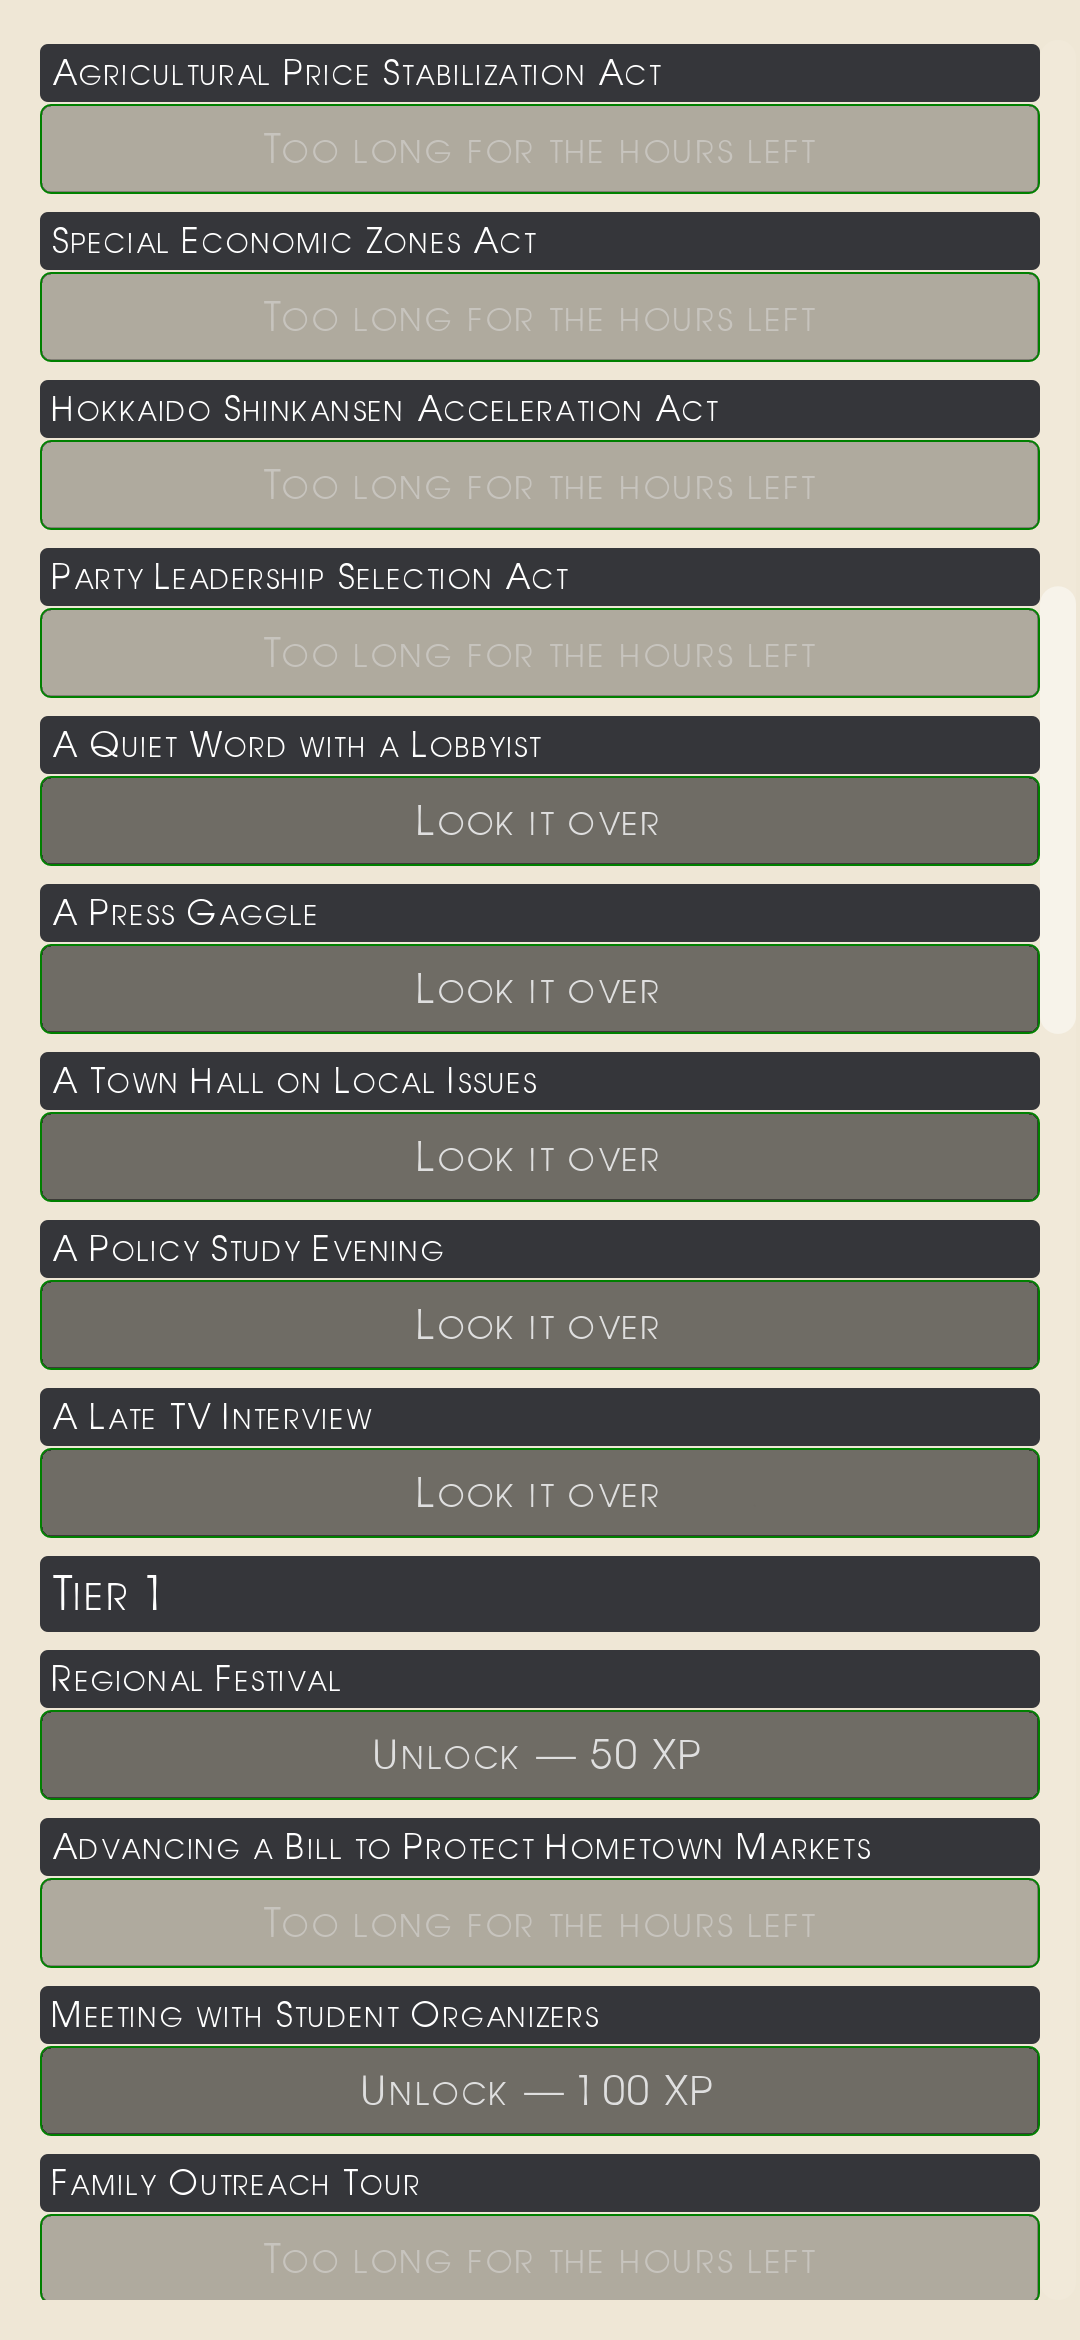 Agricultural Price Stabilization Act
Too long for the hours left
Special Economic Zones Act
Too long for the hours left
Hokkaido Shinkansen Acceleration Act
Too long for the hours left
Party Leadership Selection Act
Too long for the hours left
A Quiet Word with a Lobbyist
Look it over
A Press Gaggle
Look it over
A Town Hall on Local Issues
Look it over
A Policy Study Evening
Look it over
A Late TV Interview
Look it over
Tier 1
Regional Festival
Unlock — 50 XP
Advancing a Bill to Protect Hometown Markets
Too long for the hours left
Meeting with Student Organizers
Unlock — 100 XP
Family Outreach Tour
Too long for the hours left